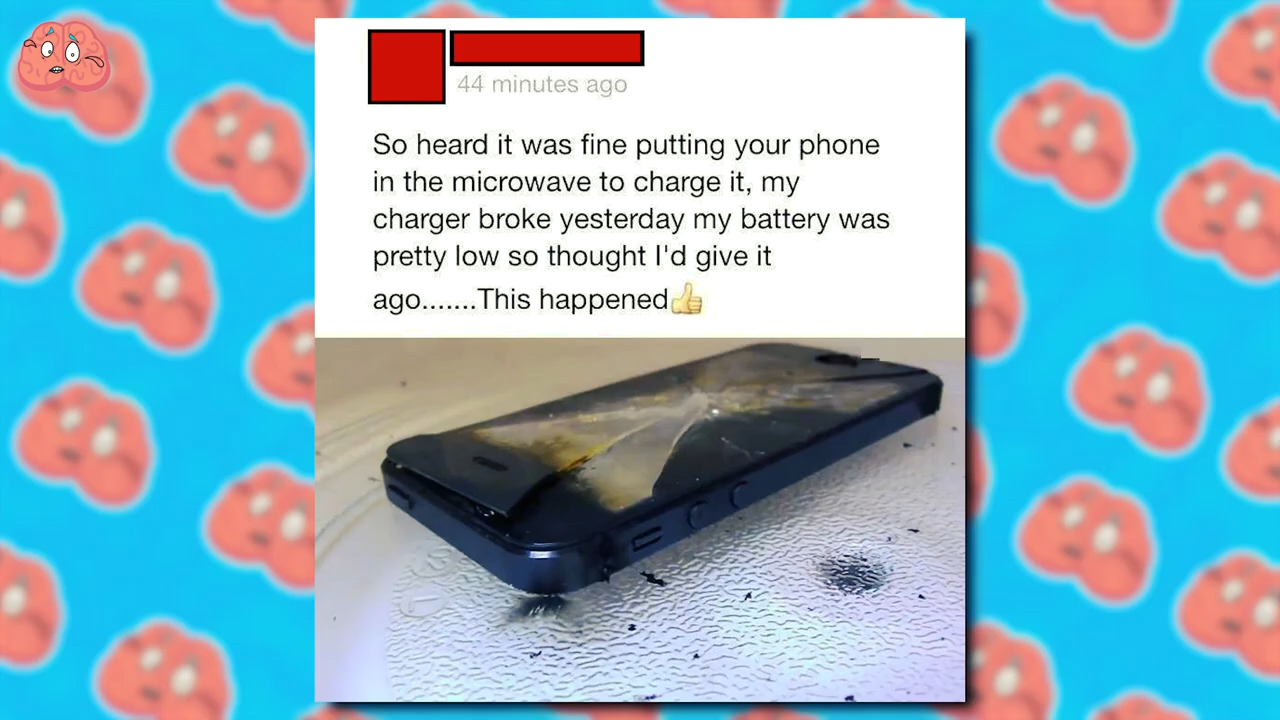 44 minutes ago
So heard it was fine putting your phone
in the microwave to charge it, my
charger broke yesterday my battery was
pretty low so thought I'd give it
ago.......This happened👍